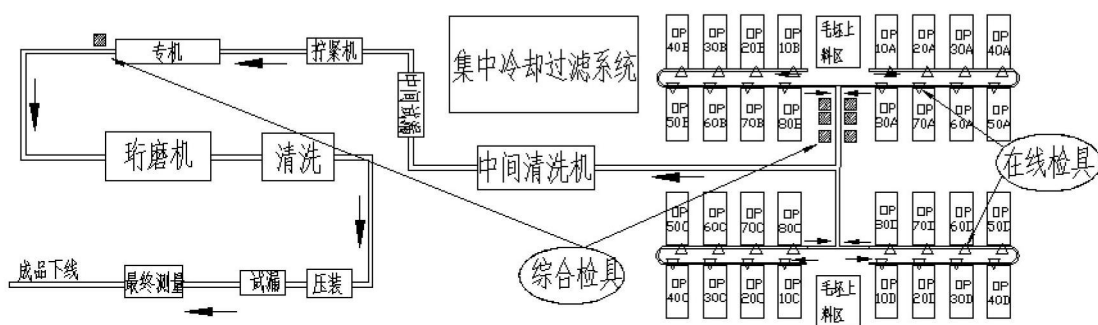 专机
拧紧机
中间
集中冷却过滤系统
OP
40B
OP
30B
OP
20B
OP
10B
毛坯上
料区
OP
10A
OP
20A
OP
30A
OP
40A
OP
50B
OP
60B
OP
70B
OP
80B
OP
80A
OP
70A
OP
60A
OP
50A
珩磨机
清洗
中间清洗机
在线检具
OP
50C
OP
60C
OP
70C
OP
80C
OP
80D
OP
70D
OP
60D
OP
50D
综合检具
成品下线
最终测量
试漏
压装
OP
40C
OP
30C
OP
20C
OP
10C
毛坯上
料区
OP
10D
OP
20D
OP
30D
OP
40D